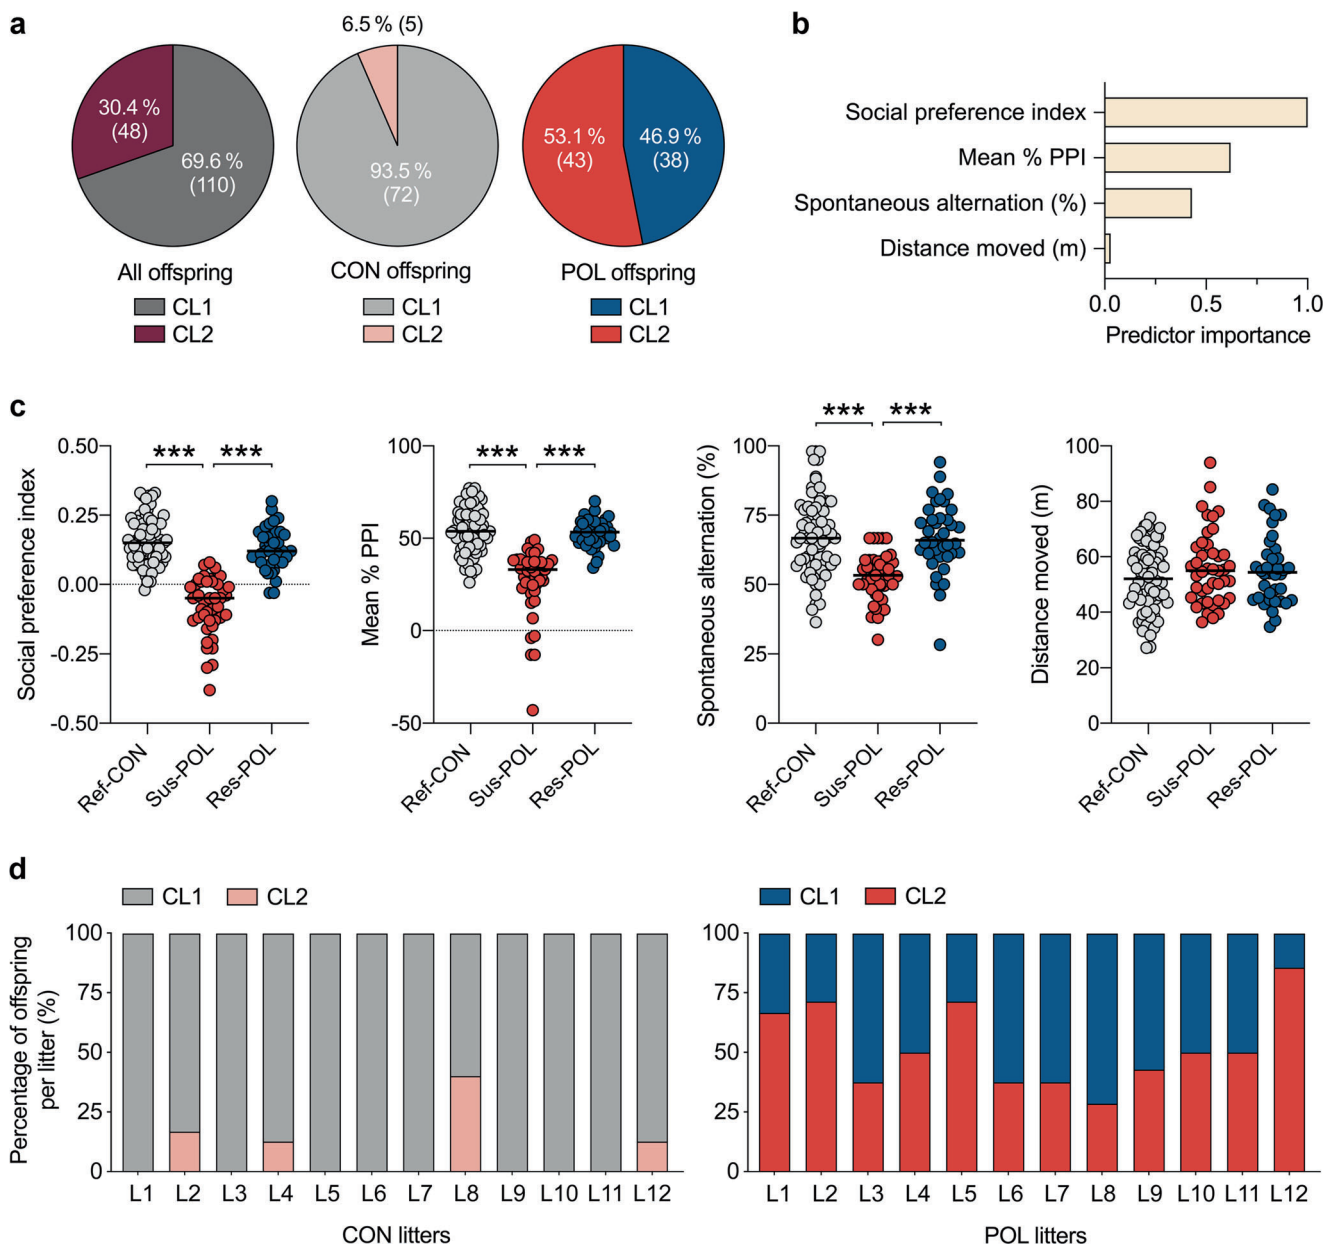 a
6.5 % (5)
30.4 %
(48)
69.6 %
(110)
93.5 %
(72)
53.1 %
(43)
46.9 %
(38)
All offspring
CON offspring
POL offspring
CL1
CL2
CL1
CL2
CL1
CL2
b
Social preference index
Mean % PPI
Spontaneous alternation (%)
Distance moved (m)
0.0
0.5
1.0
Predictor importance
c
Social preference index
0.50
0.25
0.00
-0.25
-0.50
***
***
Ref-CON
Sus-POL
Res-POL
Mean % PPI
100
50
0
-50
***
***
Ref-CON
Sus-POL
Res-POL
Spontaneous alternation (%)
100
75
50
25
0
***
***
Ref-CON
Sus-POL
Res-POL
Distance moved (m)
100
80
60
40
20
0
Ref-CON
Sus-POL
Res-POL
d
CL1
CL2
Percentage of offspring
per litter (%)
100
75
50
25
0
L1 L2 L3 L4 L5 L6 L7 L8 L9 L10 L11 L12
CON litters
CL1
CL2
100
75
50
25
0
L1 L2 L3 L4 L5 L6 L7 L8 L9 L10 L11 L12
POL litters